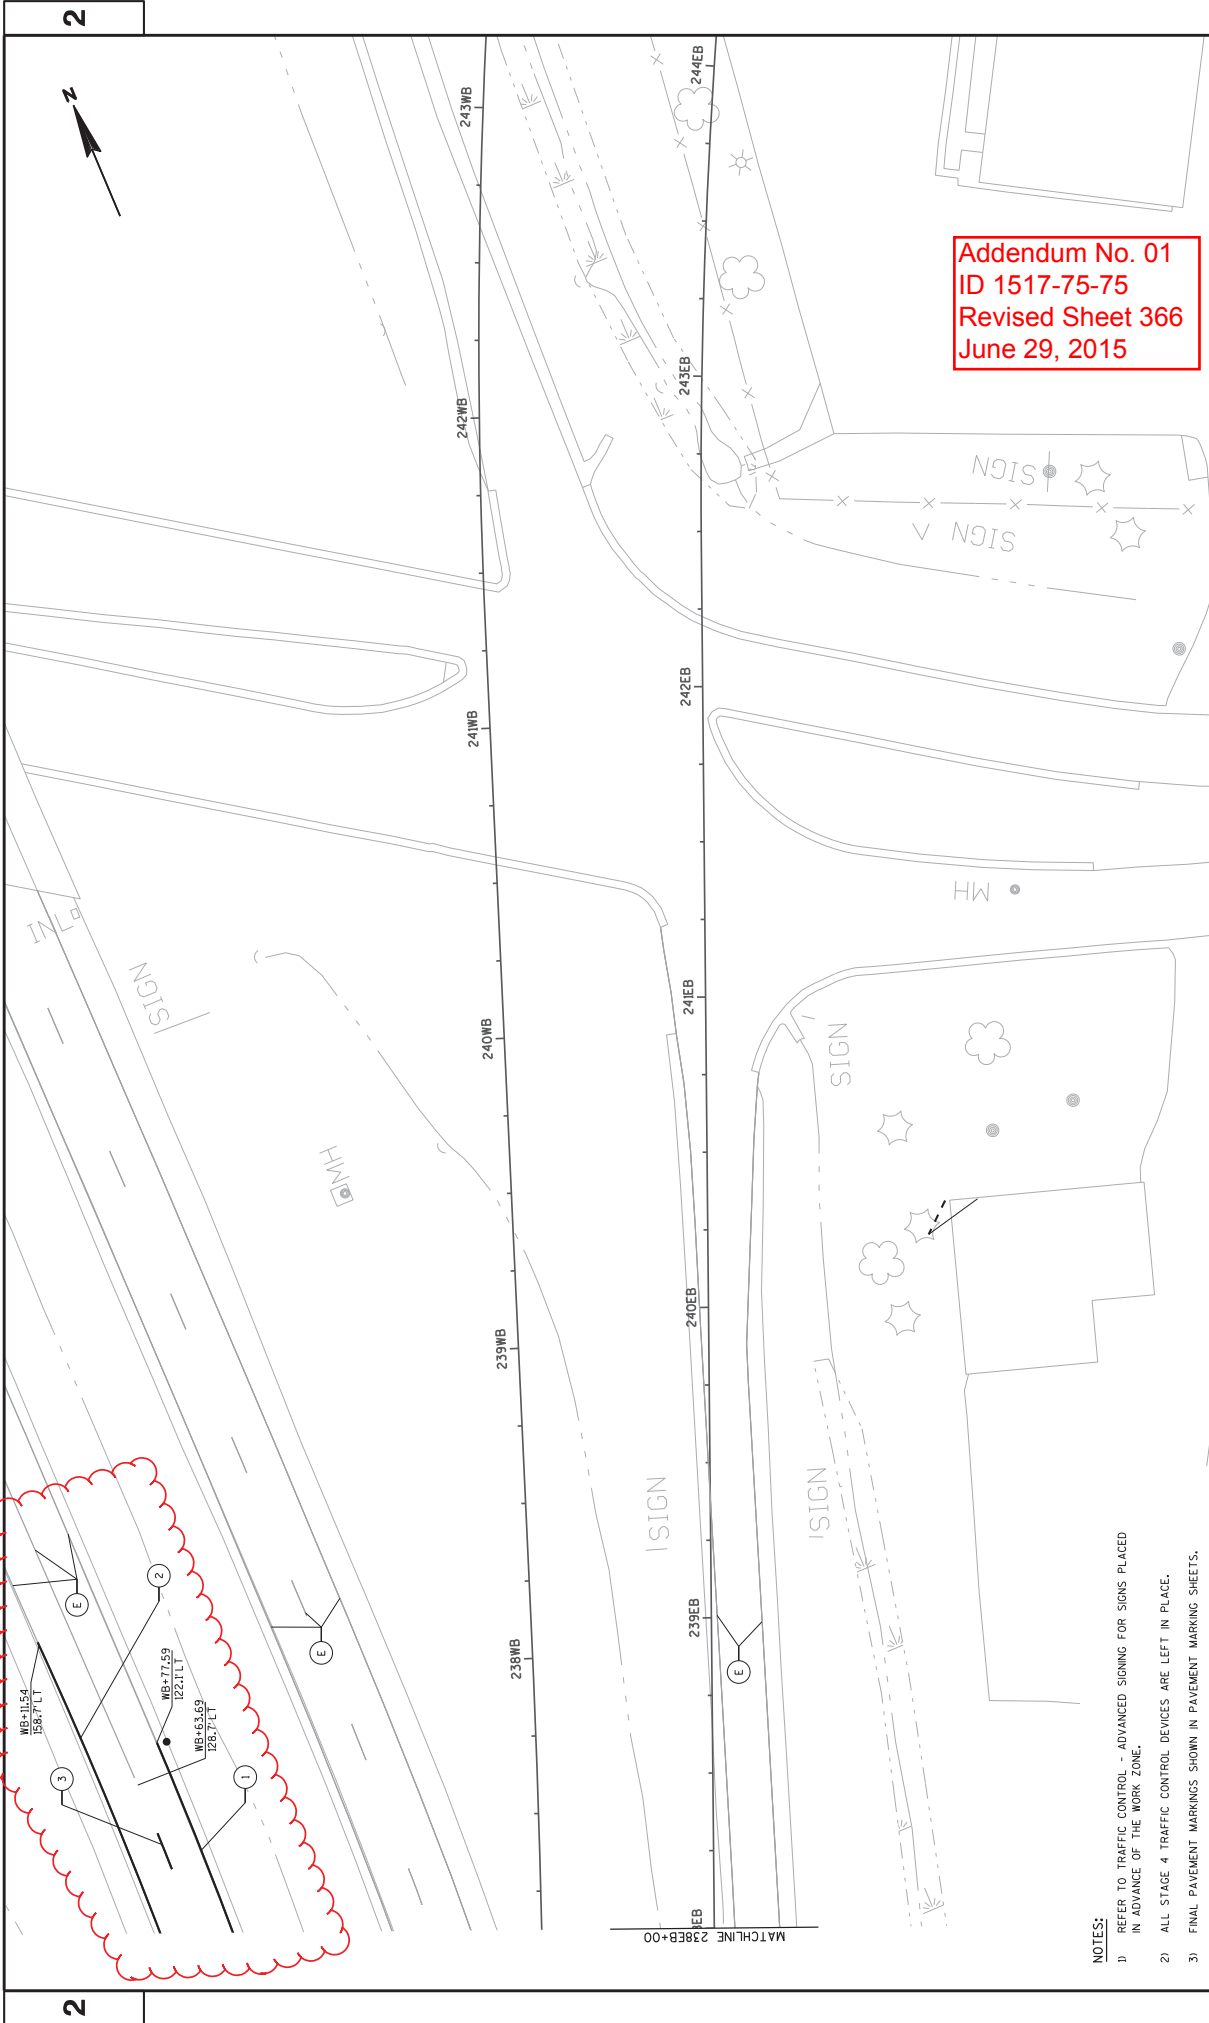 2
N
243WB
244EB
Addendum No. 01
ID 1517-75-75
Revised Sheet 366
June 29, 2015
242WB
243EB
SIGN
SIGN
241WB
242EB
MH
INL
SIGN
240WB
241EB
SIGN
MH
239WB
240EB
SIGN
SIGN
E
2
WB+11.54
158.7' LT
WB+77.59
122.1' LT
WB+63.69
128.7' LT
3
1
E
238WB
239EB
E
8EB
MATCHLINE 238EB+00
NOTES:
1) REFER TO TRAFFIC CONTROL - ADVANCED SIGNING FOR SIGNS PLACED
IN ADVANCE OF THE WORK ZONE.
2) ALL STAGE 4 TRAFFIC CONTROL DEVICES ARE LEFT IN PLACE.
3) FINAL PAVEMENT MARKINGS SHOWN IN PAVEMENT MARKING SHEETS.
2